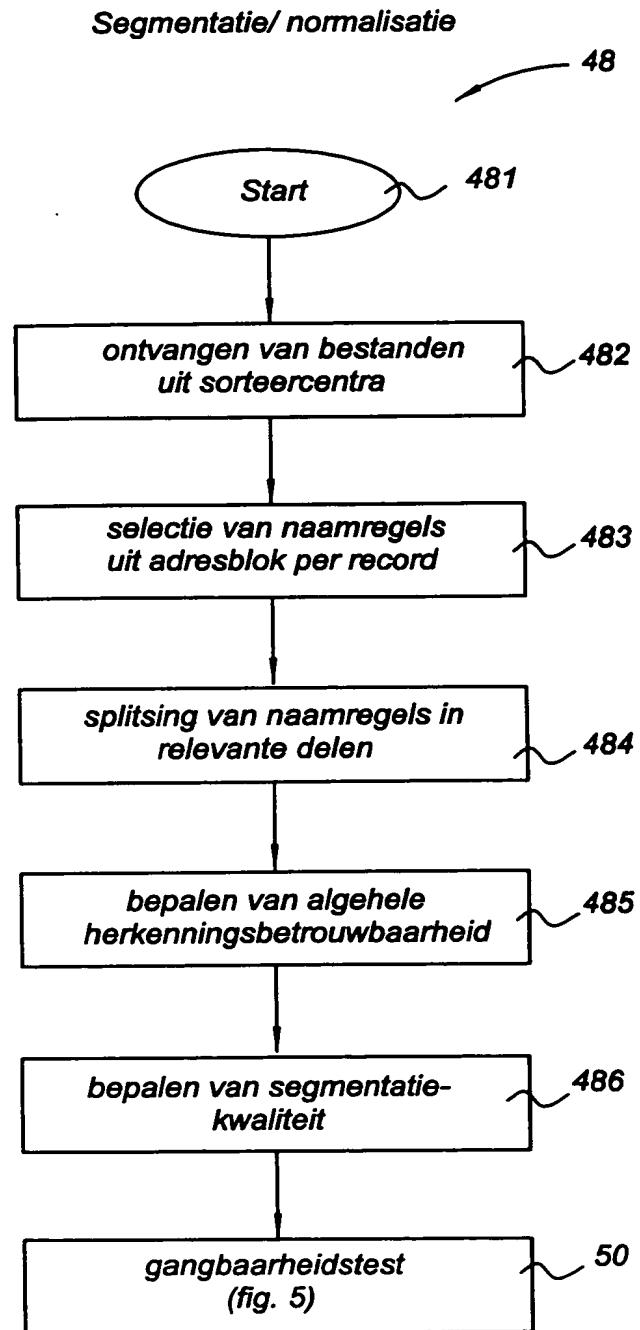 Segmentatie/ normalisatie
48
Start
481
ontvangen van bestanden
uit sorteercentra
482
selectie van naamregels
uit adresblok per record
483
splitsing van naamregels in
relevante delen
484
bepalen van algehele
herkenningsbetrouwbaarheid
485
bepalen van segmentatie-
kwaliteit
486
gangbaarheidstest
(fig. 5)
50